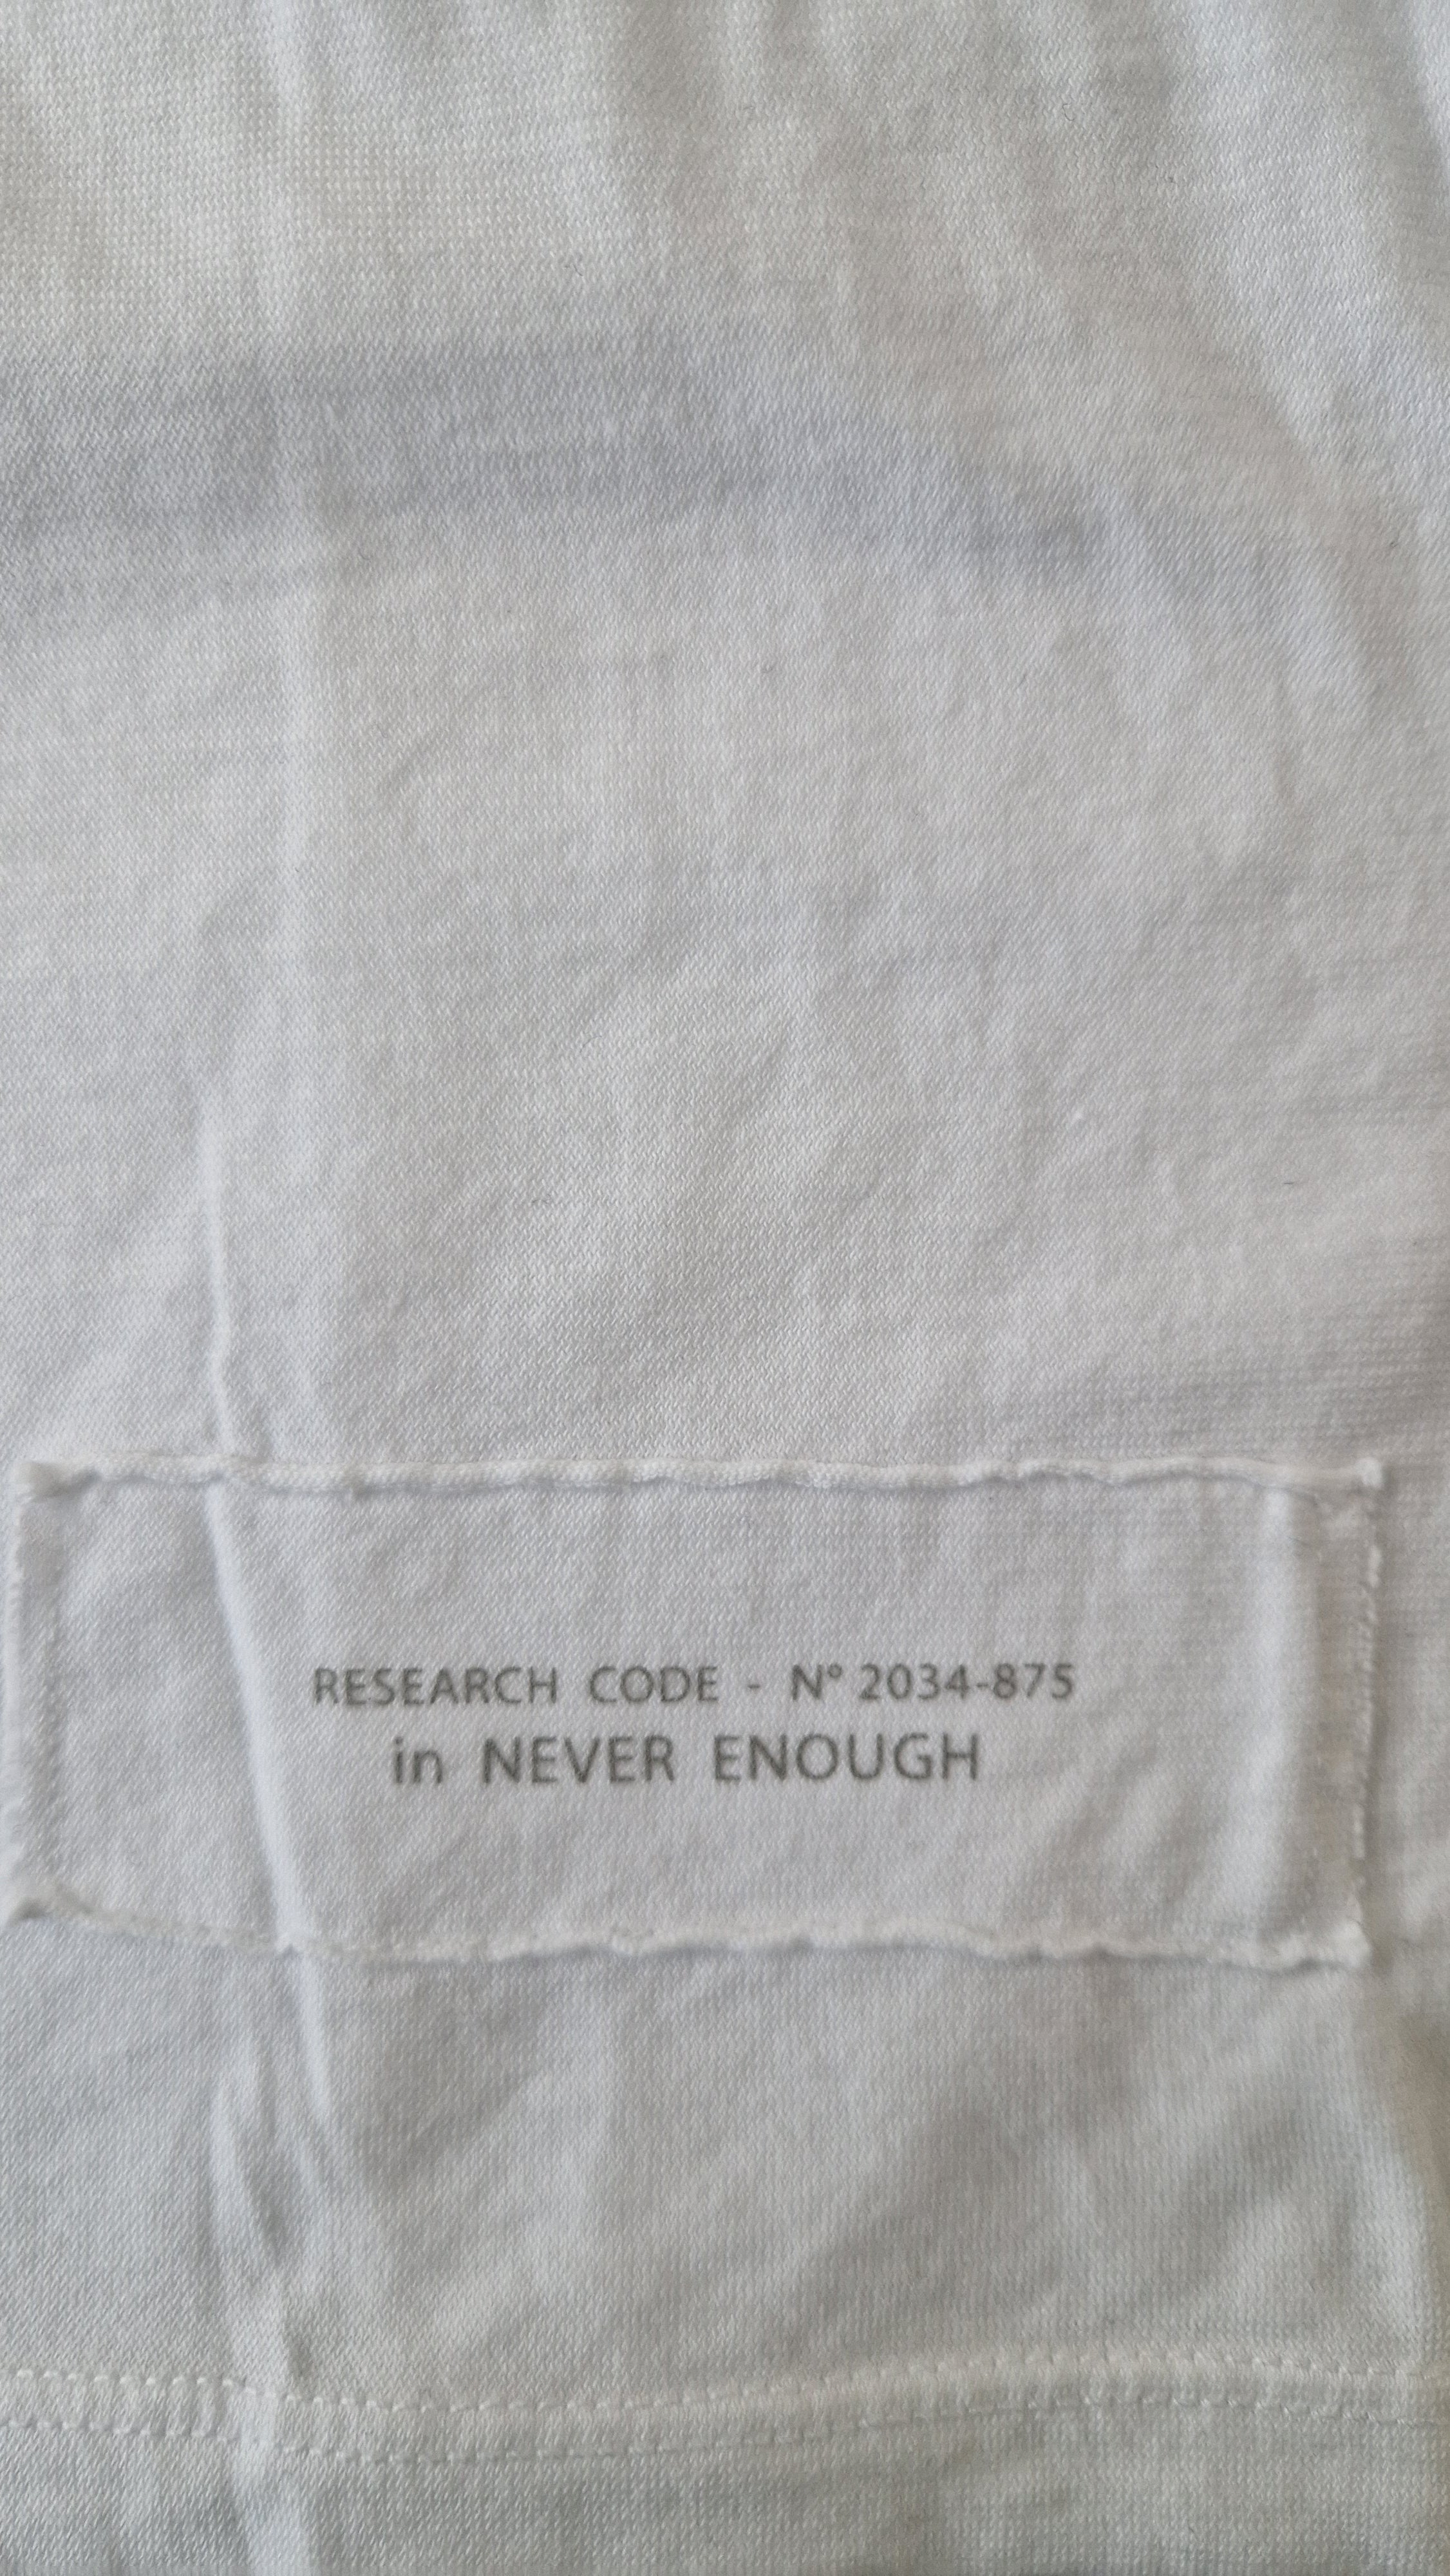 RESEARCH CODE - N° 2034-875
in NEVER ENOUGH